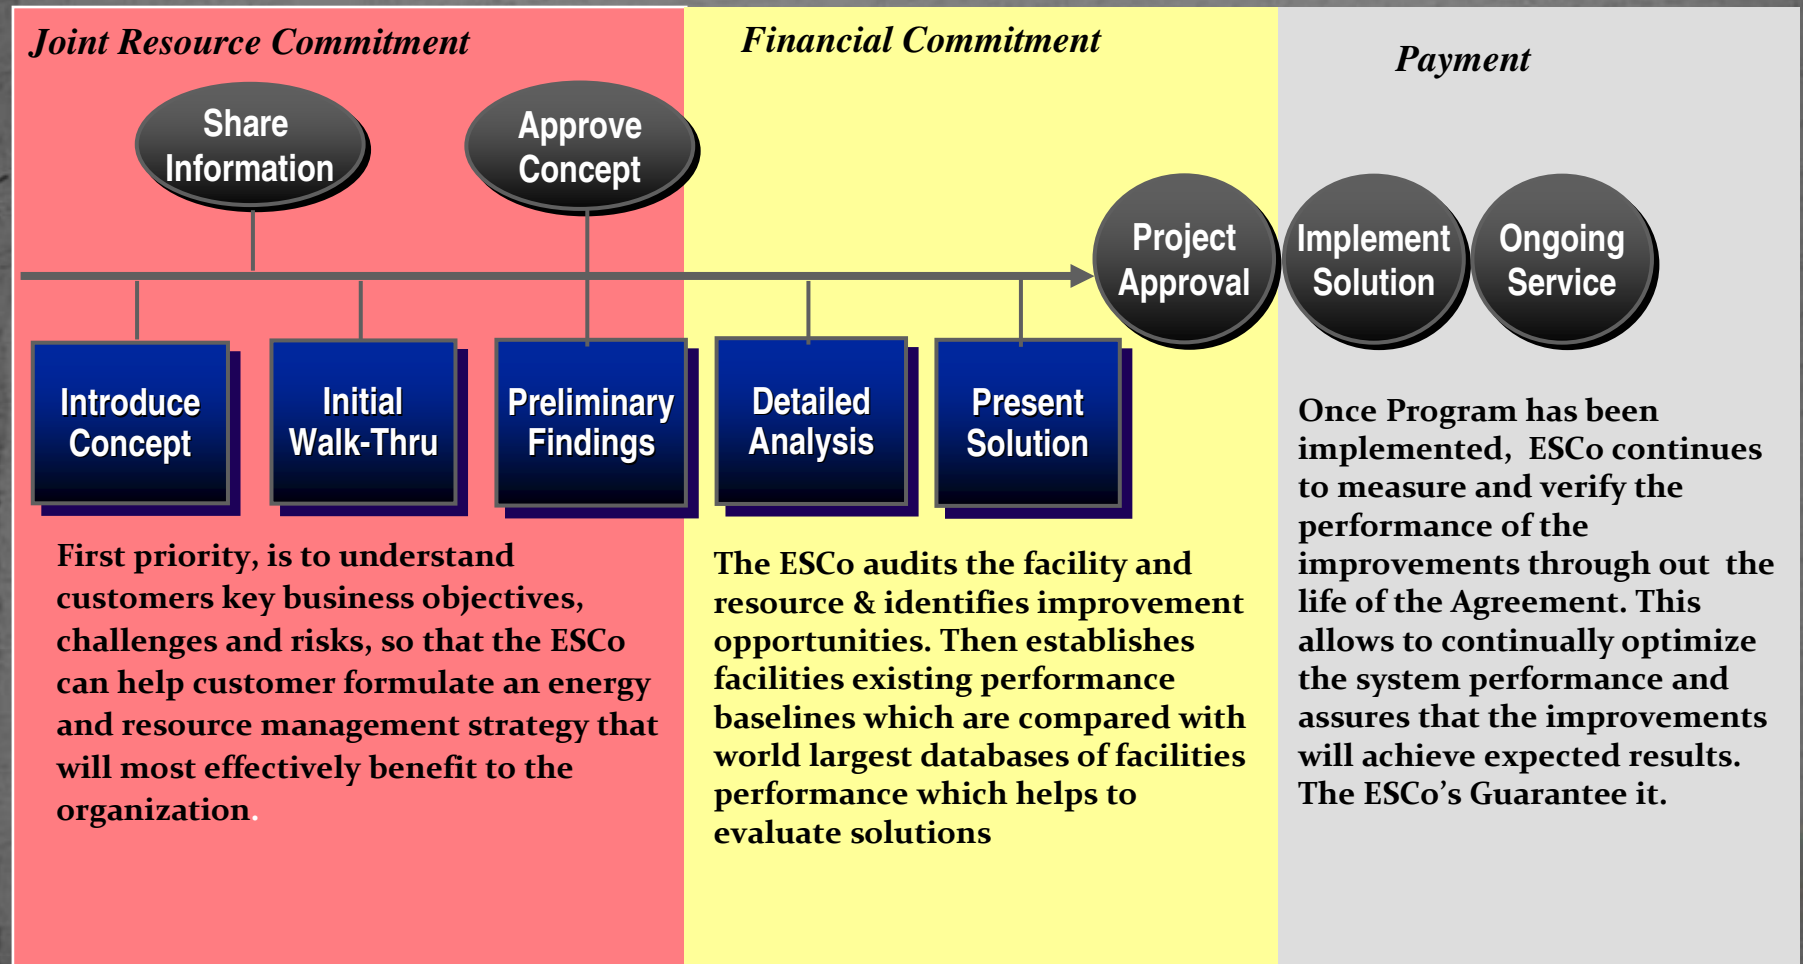 Joint Resource Commitment
Financial Commitment
Payment
Share
Information
Approve
Concept
Project
Approval
Implement
Solution
Ongoing
Service
Introduce
Concept
Initial
Walk-Thru
Preliminary
Findings
Detailed
Analysis
Present
Solution
First priority, is to understand
customers key business objectives,
challenges and risks, so that the ESCo
can help customer formulate an energy
and resource management strategy that
will most effectively benefit to the
organization.
The ESCo audits the facility and
resource & identifies improvement
opportunities. Then establishes
facilities existing performance
baselines which are compared with
world largest databases of facilities
performance which helps to
evaluate solutions
Once Program has been
implemented, ESCo continues
to measure and verify the
performance of the
improvements through out the
life of the Agreement. This
allows to continually optimize
the system performance and
assures that the improvements
will achieve expected results.
The ESCo’s Guarantee it.